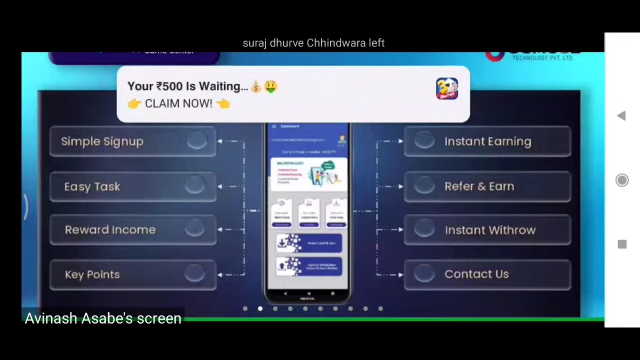 suraj dhurve Chhindwara left
TECHNOLOGY PVT. LTD.
Your ₹500 Is Waiting...💰🤑
👉 CLAIM NOW! 👈
Simple Signup
Easy Task
Reward Income
Key Points
Dashboard
Instant Earning
Refer & Earn
Instant Withrow
Contact Us
Avinash Asabe's screen